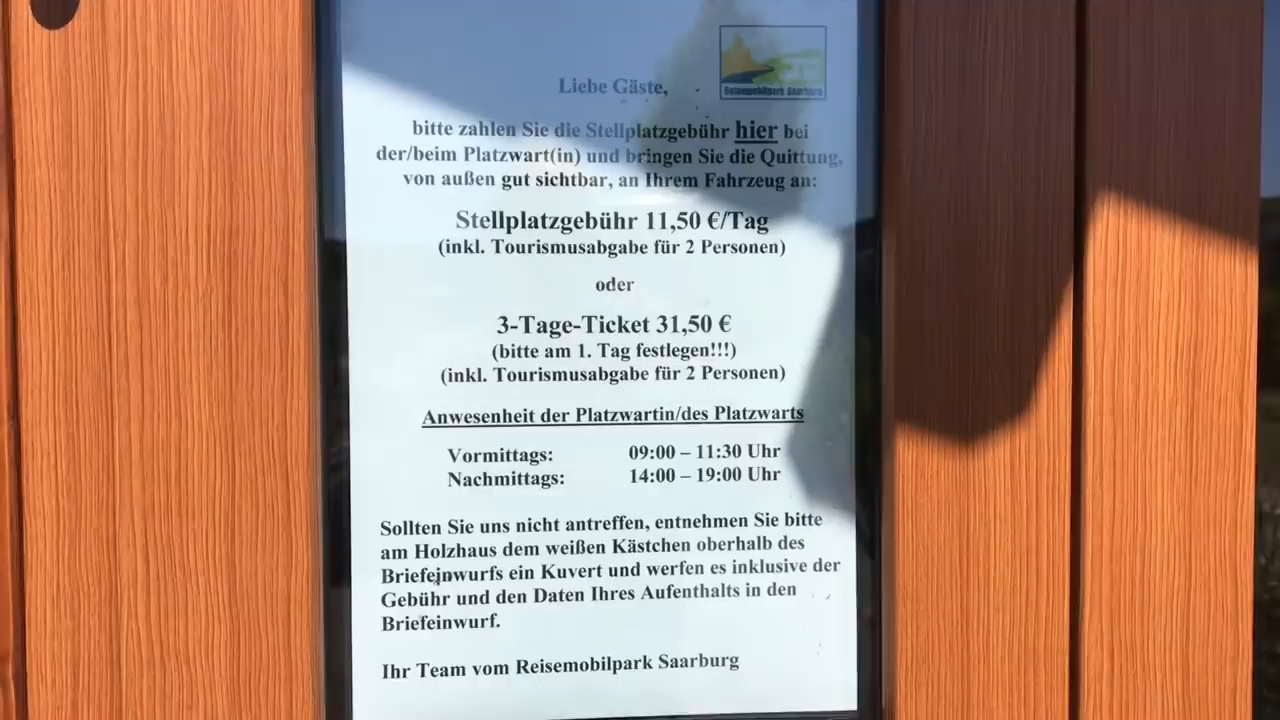 Reisemobilpark Saarburg
Liebe Gäste,
bitte zahlen Sie die Stellplatzgebühr hier bei
der/beim Platzwart(in) und bringen Sie die Quittung,
von außen gut sichtbar, an Ihrem Fahrzeug an:
Stellplatzgebühr 11,50 €/Tag
(inkl. Tourismusabgabe für 2 Personen)
oder
3-Tage-Ticket 31,50 €
(bitte am 1. Tag festlegen!!!)
(inkl. Tourismusabgabe für 2 Personen)
Anwesenheit der Platzwartin/des Platzwarts
Vormittags: 09:00 – 11:30 Uhr
Nachmittags: 14:00 – 19:00 Uhr
Sollten Sie uns nicht antreffen, entnehmen Sie bitte
am Holzhaus dem weißen Kästchen oberhalb des
Briefeinwurfs ein Kuvert und werfen es inklusive der
Gebühr und den Daten Ihres Aufenthalts in den
Briefeinwurf.
Ihr Team vom Reisemobilpark Saarburg